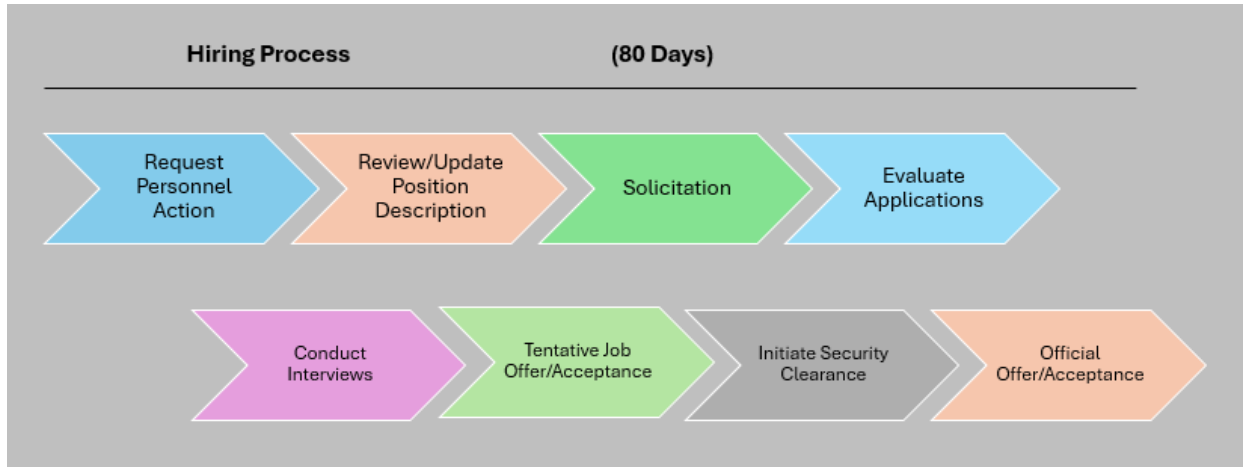 Hiring Process (80 Days)
Request
Personnel
Action
Review/Update
Position
Description
Solicitation
Evaluate
Applications
Conduct
Interviews
Tentative Job
Offer/Acceptance
Initiate Security
Clearance
Official
Offer/Acceptance